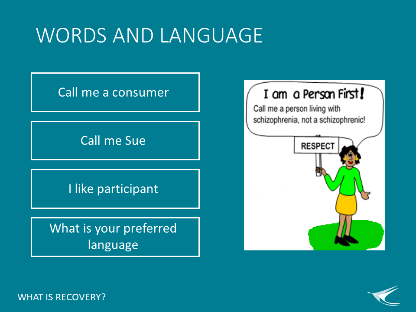 WORDS AND LANGUAGE
Call me a consumer
Call me Sue
I like participant
What is your preferred
language
I am a Person First!
Call me a person living with
schizophrenia, not a schizophrenic!
RESPECT
WHAT IS RECOVERY?